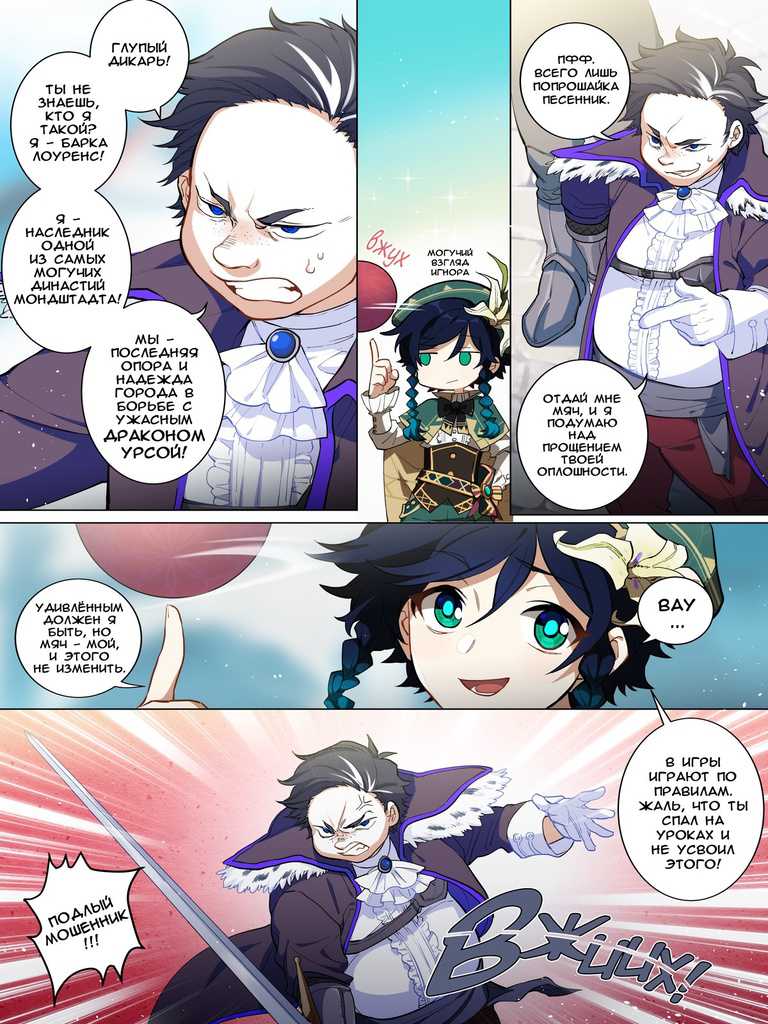 ГЛУПЫЙ
ДИКАРЬ!
ТЫ НЕ
ЗНАЕШЬ,
КТО Я
ТАКОЙ?
Я - БАРКА
ЛОУРЕНС!
Я -
НАСЛЕДНИК
ОДНОЙ
ИЗ САМЫХ
МОГУЧИХ
ДИНАСТИЙ
МОНДШТАДТА!
МЫ -
ПОСЛЕДНЯЯ
ОПОРА И
НАДЕЖДА
ГОРОДА В
БОРЬБЕ С
УЖАСНЫМ
ДРАКОНОМ
УРСОЙ!
ВЖУХ
МОГУЧИЙ
ВЗГЛЯД
ИГНОРА
ПФФ.
ВСЕГО ЛИШЬ
ПОПРОШАЙКА
ПЕСЕННИК.
ОТДАЙ МНЕ
МЯЧ, И Я
ПОДУМАЮ
НАД
ПРОЩЕНИЕМ
ТВОЕЙ
ОПЛОШНОСТИ.
УДИВЛЁННЫМ
ДОЛЖЕН Я
БЫТЬ, НО
МЯЧ - МОЙ,
И ЭТОГО
НЕ ИЗМЕНИТЬ.
ВАУ
...
В ИГРЫ
ИГРАЮТ ПО
ПРАВИЛАМ.
ЖАЛЬ, ЧТО ТЫ
СПАЛ НА
УРОКАХ И
НЕ УСВОИЛ
ЭТОГО!
ПОДЛЫЙ
МОШЕННИК
!!!
ВЖИИХ!